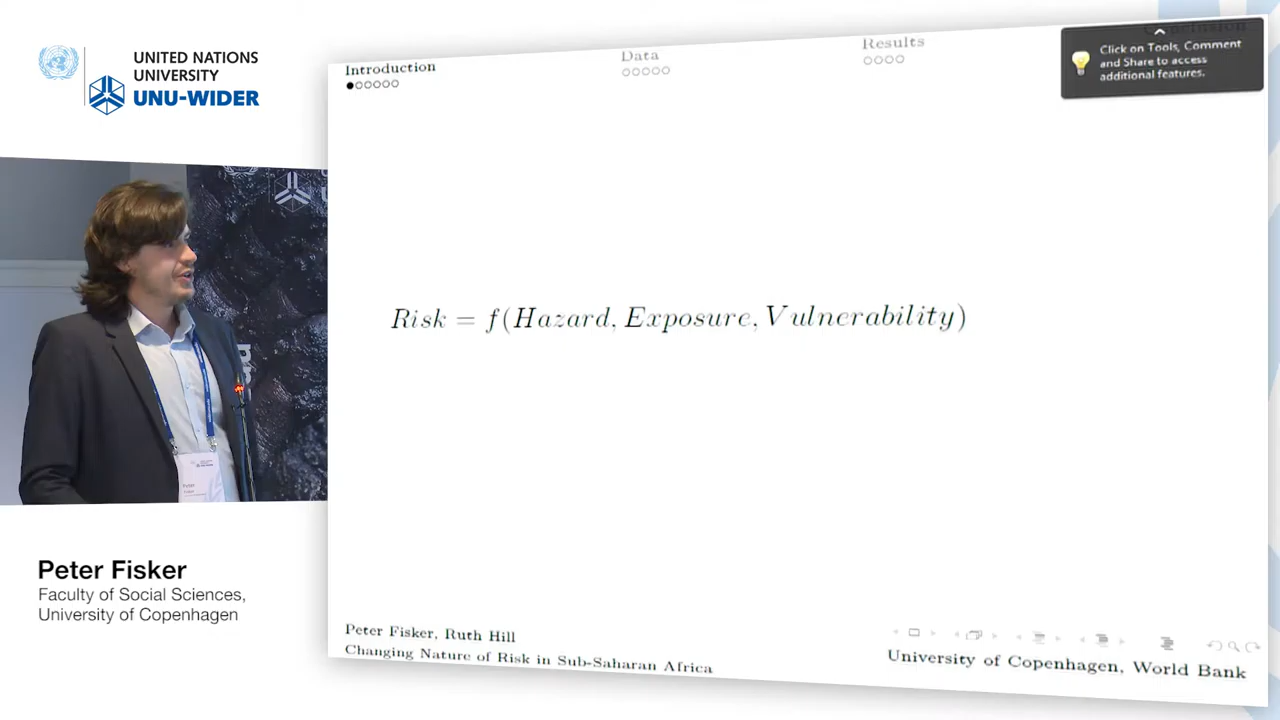 UNITED NATIONS
UNIVERSITY
UNU-WIDER
Introduction
Data
Results
Conclusion
Click on Tools, Comment
and Share to access
additional features.
Risk = f(Hazard, Exposure, Vulnerability)
Peter
Peter Fisker
Faculty of Social Sciences,
University of Copenhagen
Peter Fisker, Ruth Hill
Changing Nature of Risk in Sub-Saharan Africa
University of Copenhagen, World Bank